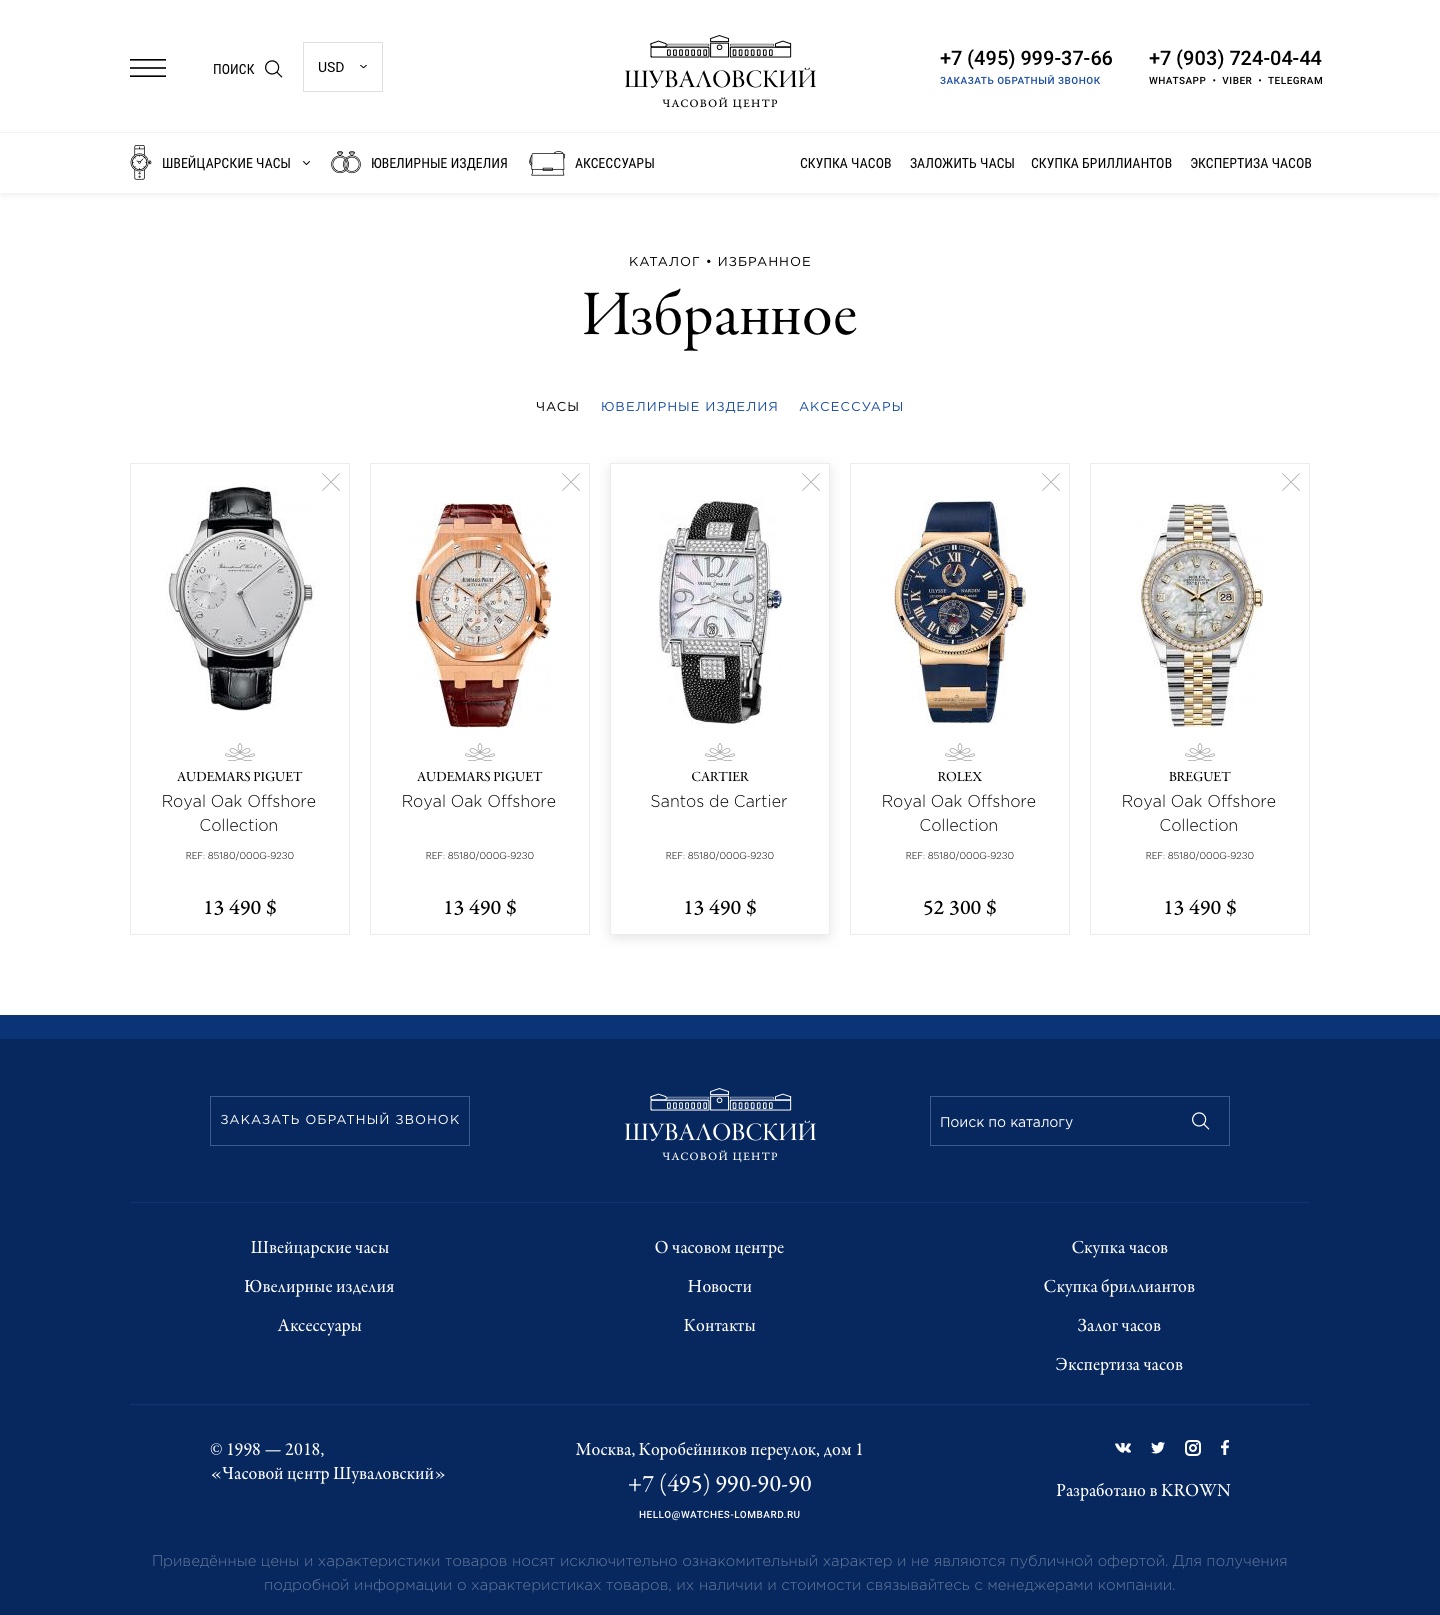 ПОИСК
USD
ШУВАЛОВСКИЙ
ЧАСОВОЙ ЦЕНТР
+7 (495) 999-37-66
ЗАКАЗАТЬ ОБРАТНЫЙ ЗВОНОК
+7 (903) 724-04-44
WHATSAPP • VIBER • TELEGRAM
ШВЕЙЦАРСКИЕ ЧАСЫ
ЮВЕЛИРНЫЕ ИЗДЕЛИЯ
АКСЕССУАРЫ
СКУПКА ЧАСОВ
ЗАЛОЖИТЬ ЧАСЫ
СКУПКА БРИЛЛИАНТОВ
ЭКСПЕРТИЗА ЧАСОВ
КАТАЛОГ • ИЗБРАННОЕ
Избранное
ЧАСЫ
ЮВЕЛИРНЫЕ ИЗДЕЛИЯ
АКСЕССУАРЫ
AUDEMARS PIGUET
Royal Oak Offshore
Collection
REF: 85180/000G-9230
13 490 $
AUDEMARS PIGUET
Royal Oak Offshore
REF: 85180/000G-9230
13 490 $
CARTIER
Santos de Cartier
REF: 85180/000G-9230
13 490 $
ROLEX
Royal Oak Offshore
Collection
REF: 85180/000G-9230
52 300 $
BREGUET
Royal Oak Offshore
Collection
REF: 85180/000G-9230
13 490 $
ЗАКАЗАТЬ ОБРАТНЫЙ ЗВОНОК
ШУВАЛОВСКИЙ
ЧАСОВОЙ ЦЕНТР
Поиск по каталогу
Швейцарские часы
Ювелирные изделия
Аксессуары
О часовом центре
Новости
Контакты
Скупка часов
Скупка бриллиантов
Залог часов
Экспертиза часов
© 1998 — 2018,
«Часовой центр Шуваловский»
Москва, Коробейников переулок, дом 1
+7 (495) 990-90-90
HELLO@WATCHES-LOMBARD.RU
Разработано в KROWN
Приведённые цены и характеристики товаров носят исключительно ознакомительный характер и не являются публичной офертой. Для получения
подробной информации о характеристиках товаров, их наличии и стоимости связывайтесь с менеджерами компании.